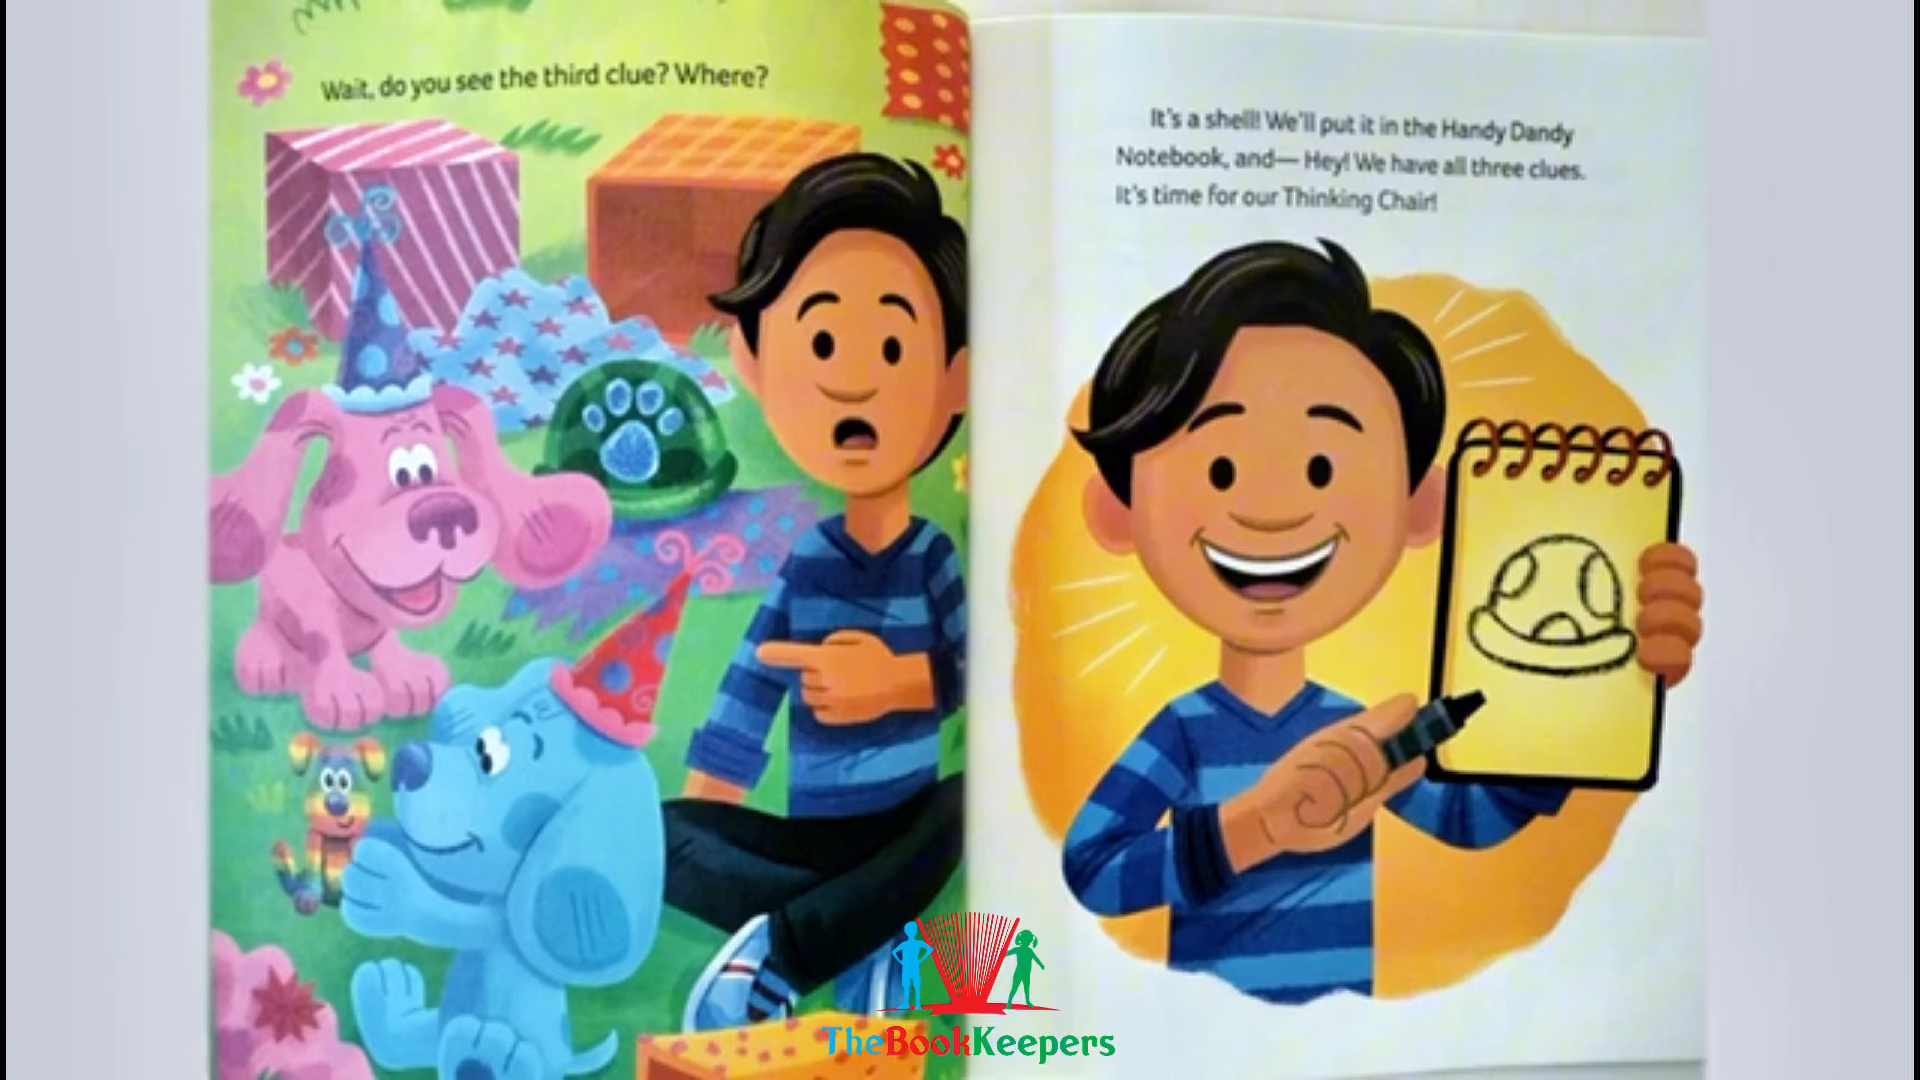 Wait, do you see the third clue? Where?
It's a shell! We'll put it in the Handy Dandy
Notebook, and— Hey! We have all three clues.
It's time for our Thinking Chair!
TheBookKeepers